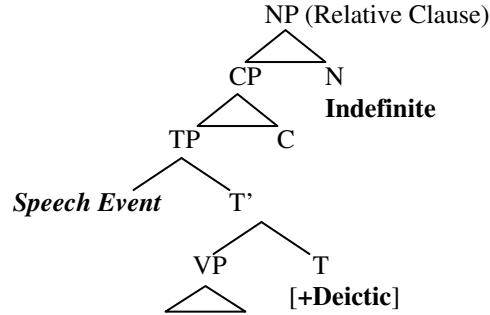 NP (Relative Clause)
CP N
Indefinite
TP C
Speech Event T’
VP T
[+Deictic]